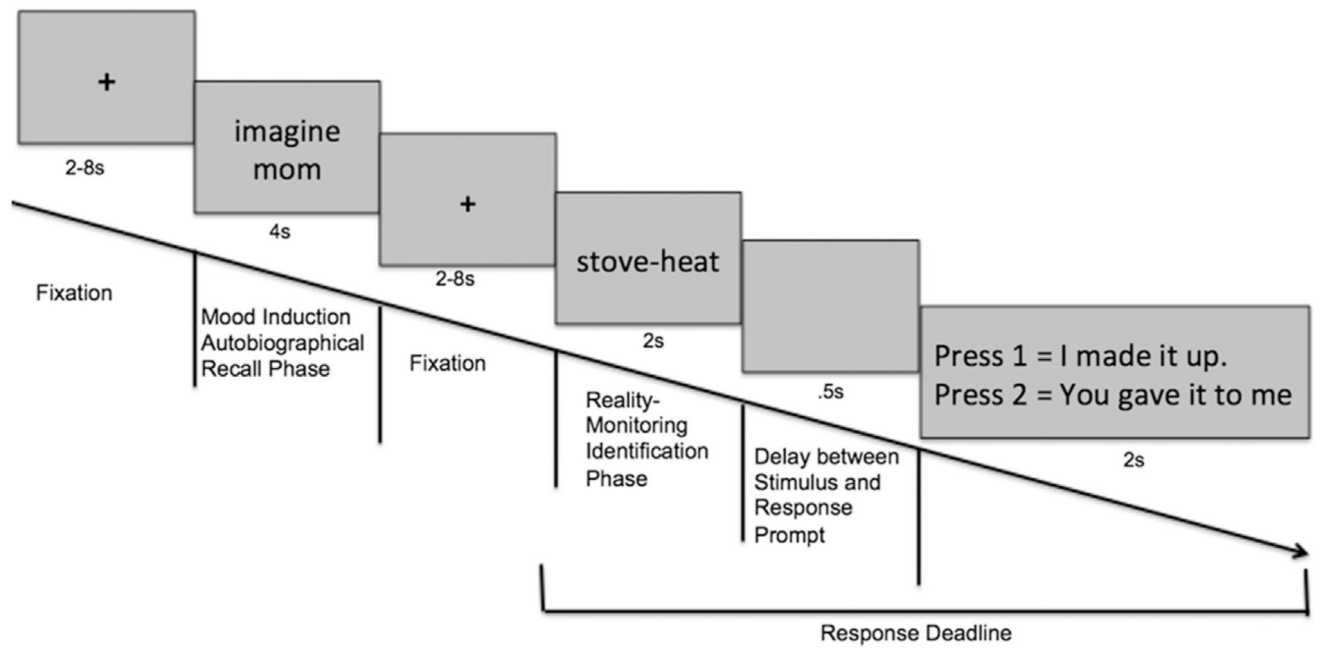 +
2-8s
Fixation
imagine
mom
4s
Mood Induction
Autobiographical
Recall Phase
+
2-8s
Fixation
stove-heat
2s
Reality-
Monitoring
Identification
Phase
.5s
Delay between
Stimulus and
Response
Prompt
Press 1 = I made it up.
Press 2 = You gave it to me
2s
Response Deadline